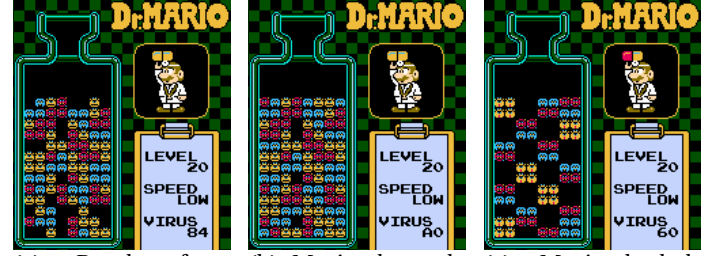 Dr. MARIO
LEVEL
20
SPEED
LOW
VIRUS
84
Dr. MARIO
LEVEL
20
SPEED
LOW
VIRUS
A0
Dr. MARIO
LEVEL
20
SPEED
LOW
VIRUS
60